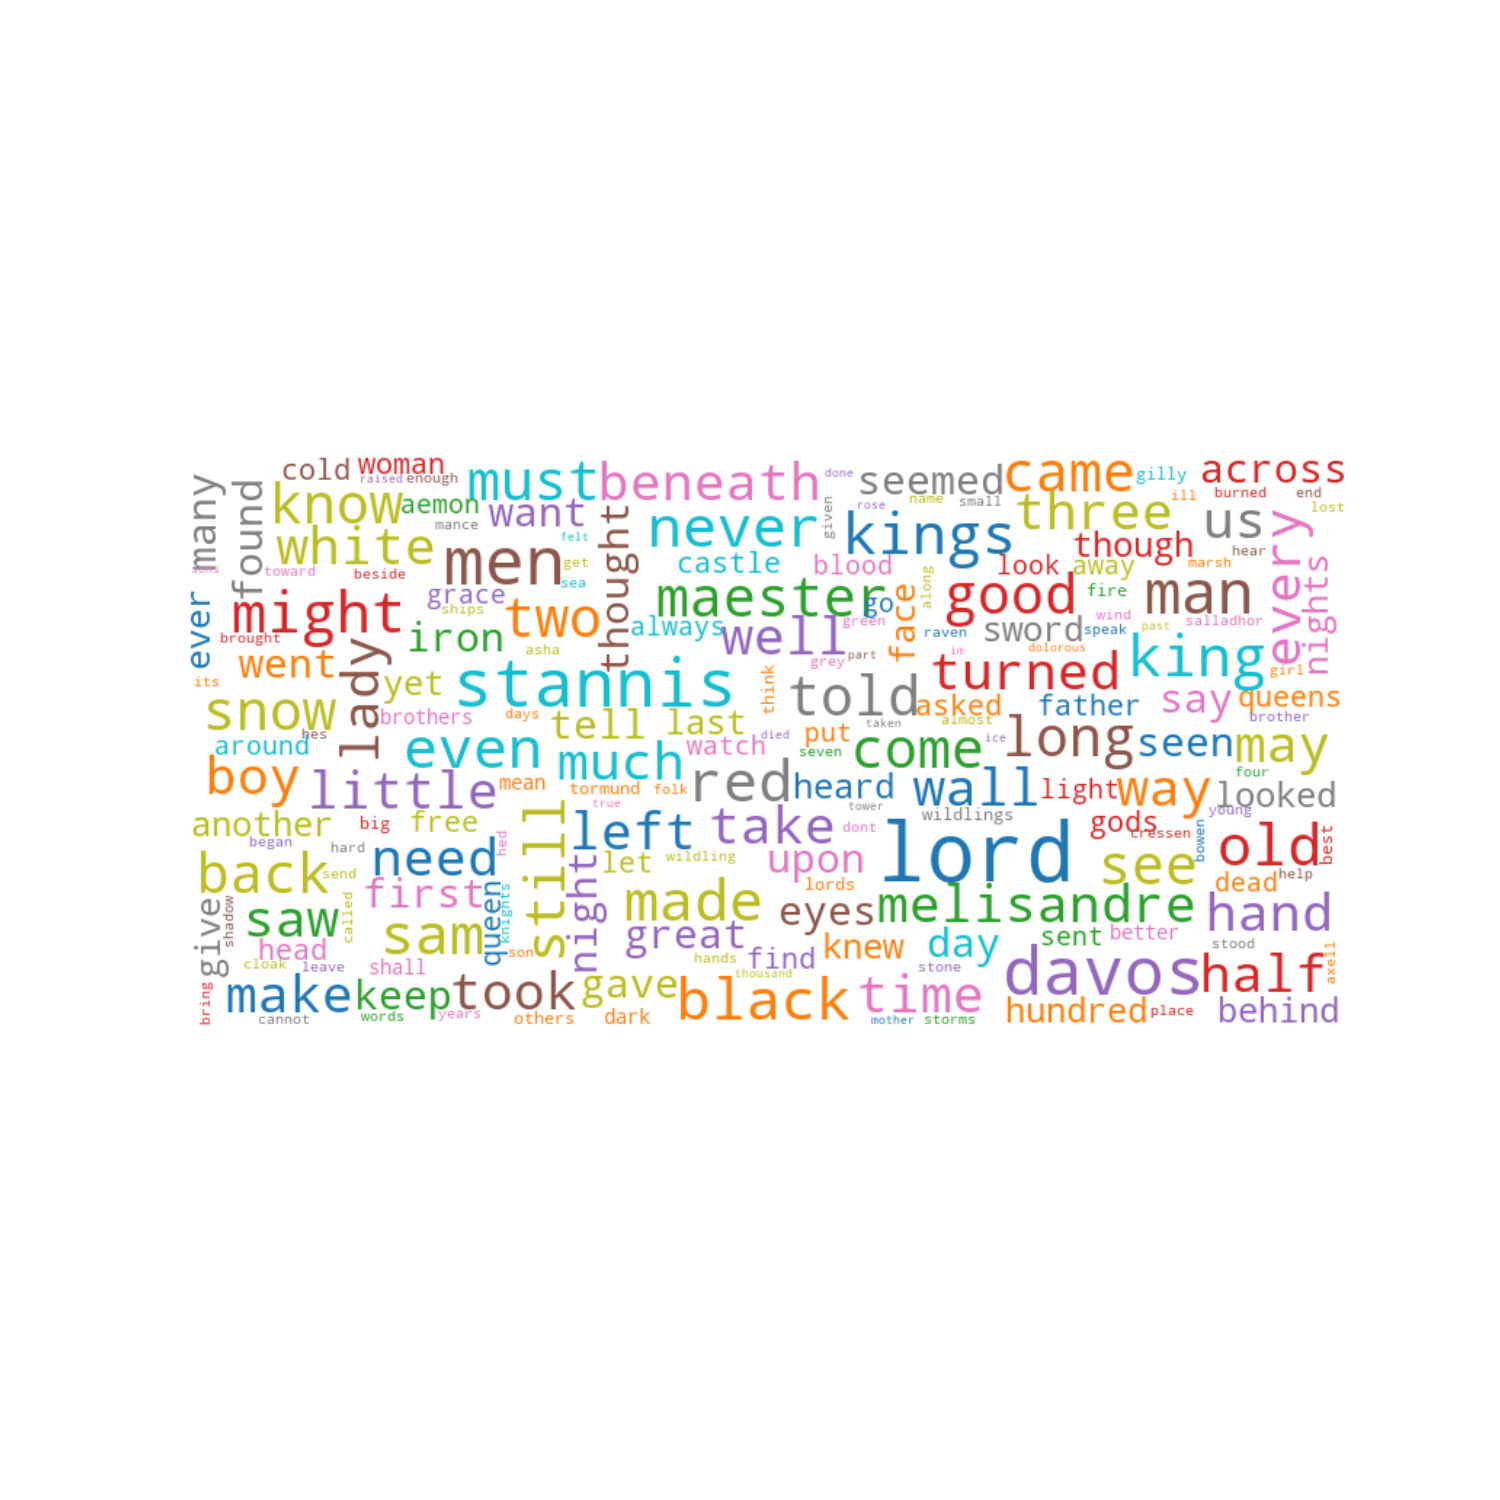 cold woman must beneath done seemed came gilly across
many found know raised enough aemon want never given rose name small three ill burned end lost
white mance men felt get thought castle kings blood look though away us hear every nights
toward beside grace sea maester go face along good fire marsh man
ever might brought iron ships two always well green raven sword wind speak past salladhor
went lady asha grey part im dolorous turned king girl
its yet stannis think told asked father say queens
snow brothers days tell last watch died put taken almost ice long seen brother may
hes around even much seven come four
boy little mean tormund folk red heard wall light way looked
another big free true left take dont tower wildlings gods cressen bowen young old best
began hard need hed still let wildling upon lord see help
back send first lords dead
give shadow saw called sam queen knights night made eyes melisandre hand
head son great find knew day sent better stood
cloak leave shall hands thousand stone davos half axell
bring make keep took gave black time hundred place behind
cannot words years others dark mother storms